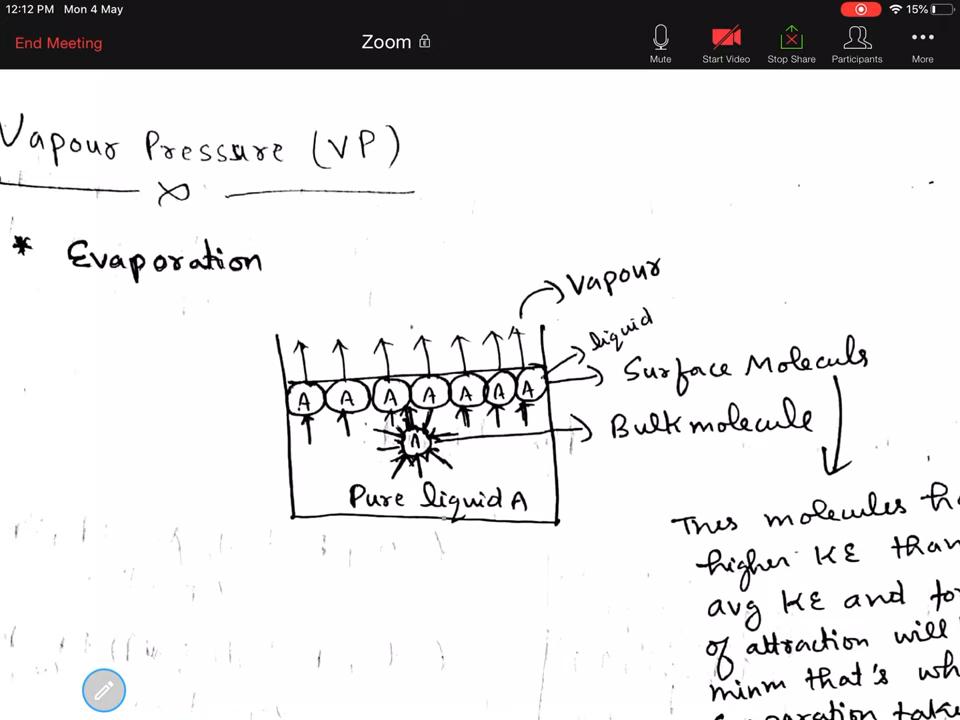 12:12 PM Mon 4 May
15%
End Meeting
Zoom
Mute
Start Video
Stop Share
Participants
More
Vapour Pressure (VP)
* Evaporation
Vapour
liquid
Surface Moleculs
A A A A A A A
Bulk molecule
A
Pure liquid A
Thes molecules
higher KE than
avg KE and
of attraction will
minm that's